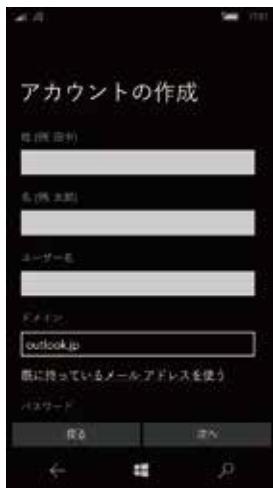 アカウントの作成
姓 (例: 田中)
名 (例: 太郎)
ユーザー名
ドメイン
outlook.jp
既に持っているメール アドレスを使う
パスワード
戻る
次へ